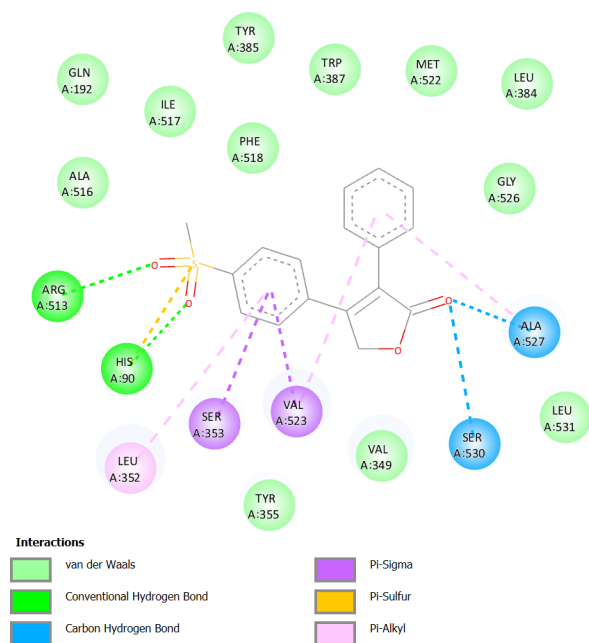 TYR
A:385
TRP
A:387
MET
A:522
GLN
A:192
LEU
A:384
ILE
A:517
PHE
A:518
ALA
A:516
GLY
A:526
S
O
O
O
ARG
A:513
HIS
A:90
O
ALA
A:527
SER
A:353
VAL
A:523
LEU
A:531
SER
A:530
VAL
A:349
LEU
A:352
TYR
A:355
Interactions
van der Waals
Pi-Sigma
Conventional Hydrogen Bond
Pi-Sulfur
Carbon Hydrogen Bond
Pi-Alkyl